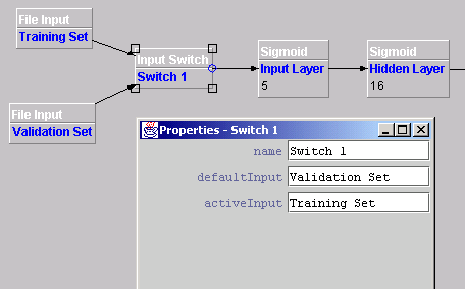 File Input
Training Set
Input Switch
Switch 1
Sigmoid
Input Layer
5
Sigmoid
Hidden Layer
16
File Input
Validation Set
Properties - Switch 1
name Switch 1
defaultInput Validation Set
activeInput Training Set